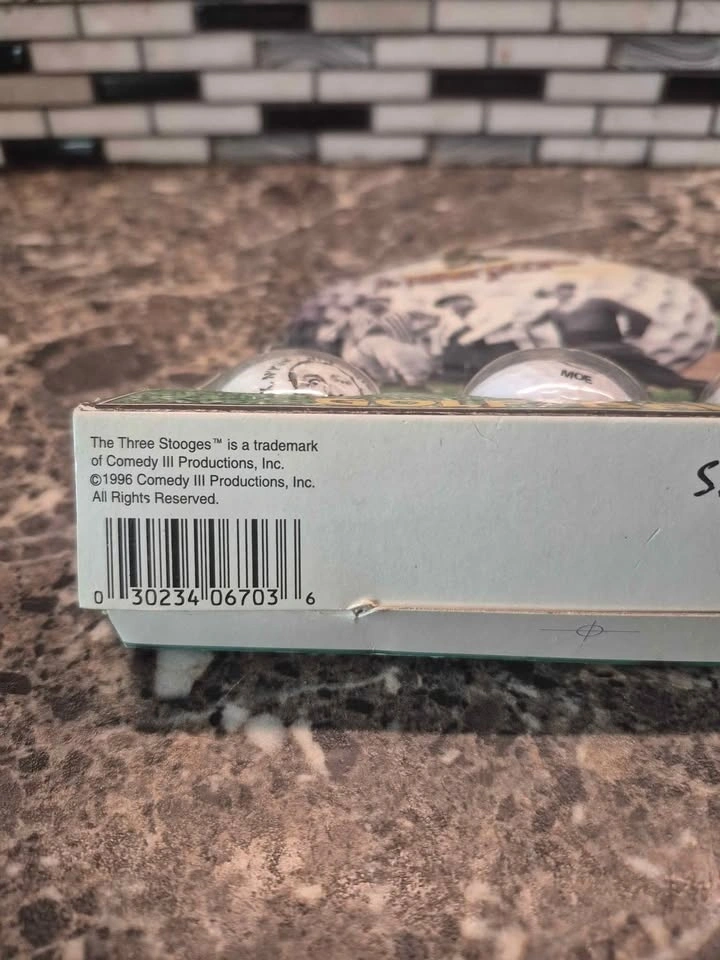 MOE
The Three Stooges™ is a trademark
of Comedy III Productions, Inc.
©1996 Comedy III Productions, Inc.
All Rights Reserved.
0 30234 06703 6